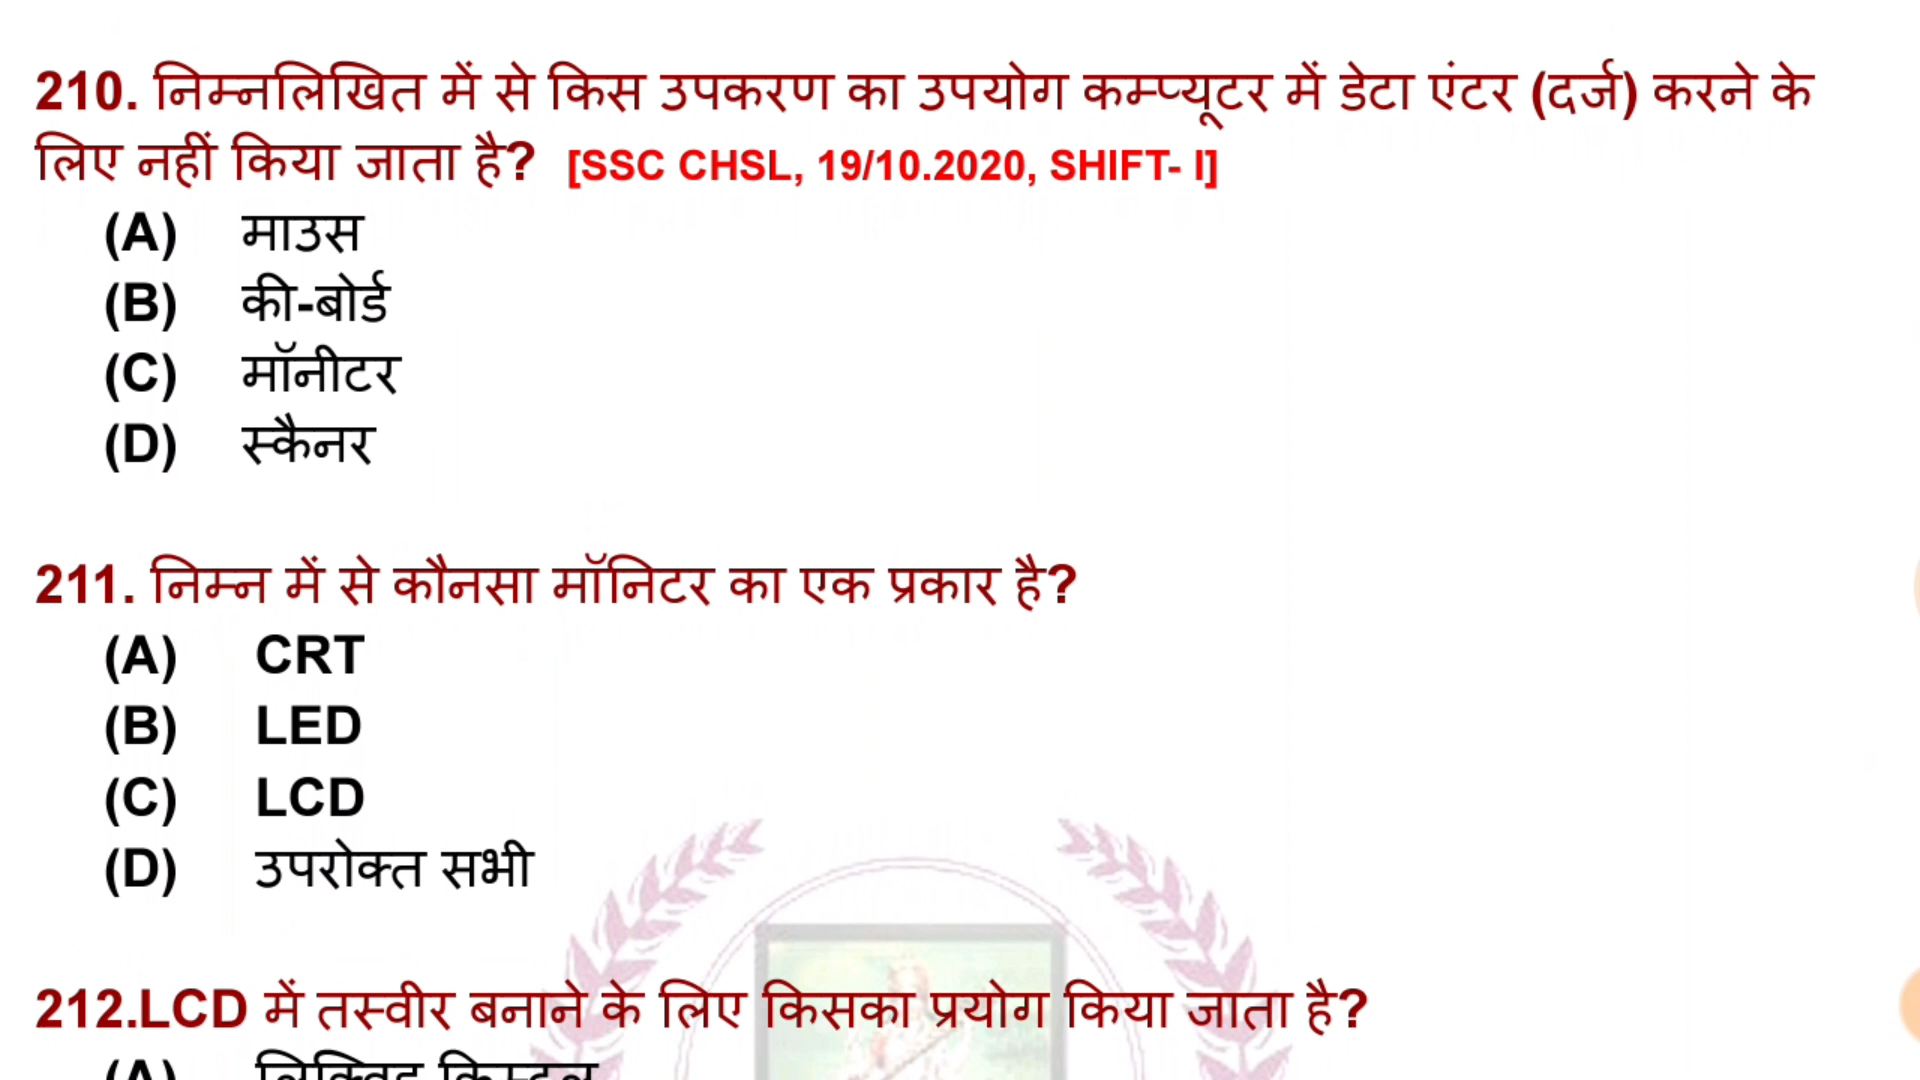 210. निम्नलिखित में से किस उपकरण का उपयोग कम्प्यूटर में डेटा एंटर (दर्ज) करने के
लिए नहीं किया जाता है? [SSC CHSL, 19/10.2020, SHIFT- I]
(A) माउस
(B) की-बोर्ड
(C) मॉनीटर
(D) स्कैनर
211. निम्न में से कौनसा मॉनिटर का एक प्रकार है?
(A) CRT
(B) LED
(C) LCD
(D) उपरोक्त सभी
212.LCD में तस्वीर बनाने के लिए किसका प्रयोग किया जाता है?
(A)